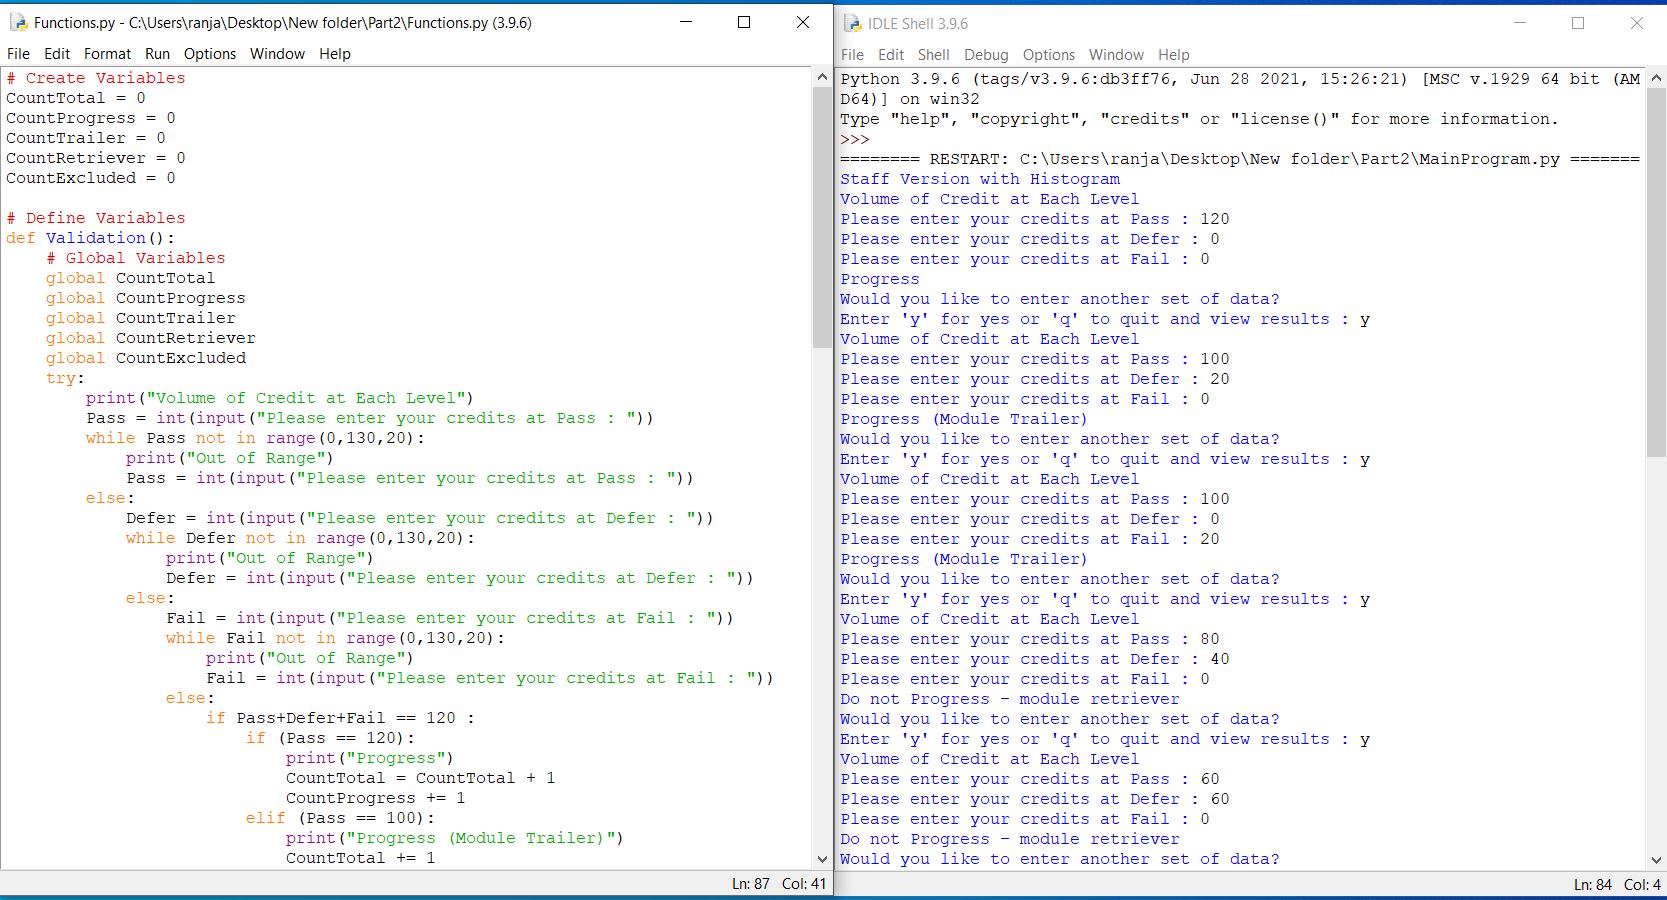 Functions.py - C:\Users\ranja\Desktop\New folder\Part2\Functions.py (3.9.6)
File Edit Format Run Options Window Help
# Create Variables
CountTotal = 0
CountProgress = 0
CountTrailer = 0
CountRetriever = 0
CountExcluded = 0
# Define Variables
def Validation():
    # Global Variables
    global CountTotal
    global CountProgress
    global CountTrailer
    global CountRetriever
    global CountExcluded
    try:
        print("Volume of Credit at Each Level")
        Pass = int(input("Please enter your credits at Pass : "))
        while Pass not in range(0,130,20):
            print("Out of Range")
            Pass = int(input("Please enter your credits at Pass : "))
        else:
            Defer = int(input("Please enter your credits at Defer : "))
            while Defer not in range(0,130,20):
                print("Out of Range")
                Defer = int(input("Please enter your credits at Defer : "))
            else:
                Fail = int(input("Please enter your credits at Fail : "))
                while Fail not in range(0,130,20):
                    print("Out of Range")
                    Fail = int(input("Please enter your credits at Fail : "))
                else:
                    if Pass+Defer+Fail == 120 :
                        if (Pass == 120):
                            print("Progress")
                            CountTotal = CountTotal + 1
                            CountProgress += 1
                        elif (Pass == 100):
                            print("Progress (Module Trailer)")
                            CountTotal += 1
Ln: 87 Col: 41
IDLE Shell 3.9.6
File Edit Shell Debug Options Window Help
Python 3.9.6 (tags/v3.9.6:db3ff76, Jun 28 2021, 15:26:21) [MSC v.1929 64 bit (AM
D64)] on win32
Type "help", "copyright", "credits" or "license()" for more information.
>>>
======== RESTART: C:\Users\ranja\Desktop\New folder\Part2\MainProgram.py =======
Staff Version with Histogram
Volume of Credit at Each Level
Please enter your credits at Pass : 120
Please enter your credits at Defer : 0
Please enter your credits at Fail : 0
Progress
Would you like to enter another set of data?
Enter 'y' for yes or 'q' to quit and view results : y
Volume of Credit at Each Level
Please enter your credits at Pass : 100
Please enter your credits at Defer : 20
Please enter your credits at Fail : 0
Progress (Module Trailer)
Would you like to enter another set of data?
Enter 'y' for yes or 'q' to quit and view results : y
Volume of Credit at Each Level
Please enter your credits at Pass : 100
Please enter your credits at Defer : 0
Please enter your credits at Fail : 20
Progress (Module Trailer)
Would you like to enter another set of data?
Enter 'y' for yes or 'q' to quit and view results : y
Volume of Credit at Each Level
Please enter your credits at Pass : 80
Please enter your credits at Defer : 40
Please enter your credits at Fail : 0
Do not Progress – module retriever
Would you like to enter another set of data?
Enter 'y' for yes or 'q' to quit and view results : y
Volume of Credit at Each Level
Please enter your credits at Pass : 60
Please enter your credits at Defer : 60
Please enter your credits at Fail : 0
Do not Progress – module retriever
Would you like to enter another set of data?
Ln: 84 Col: 4